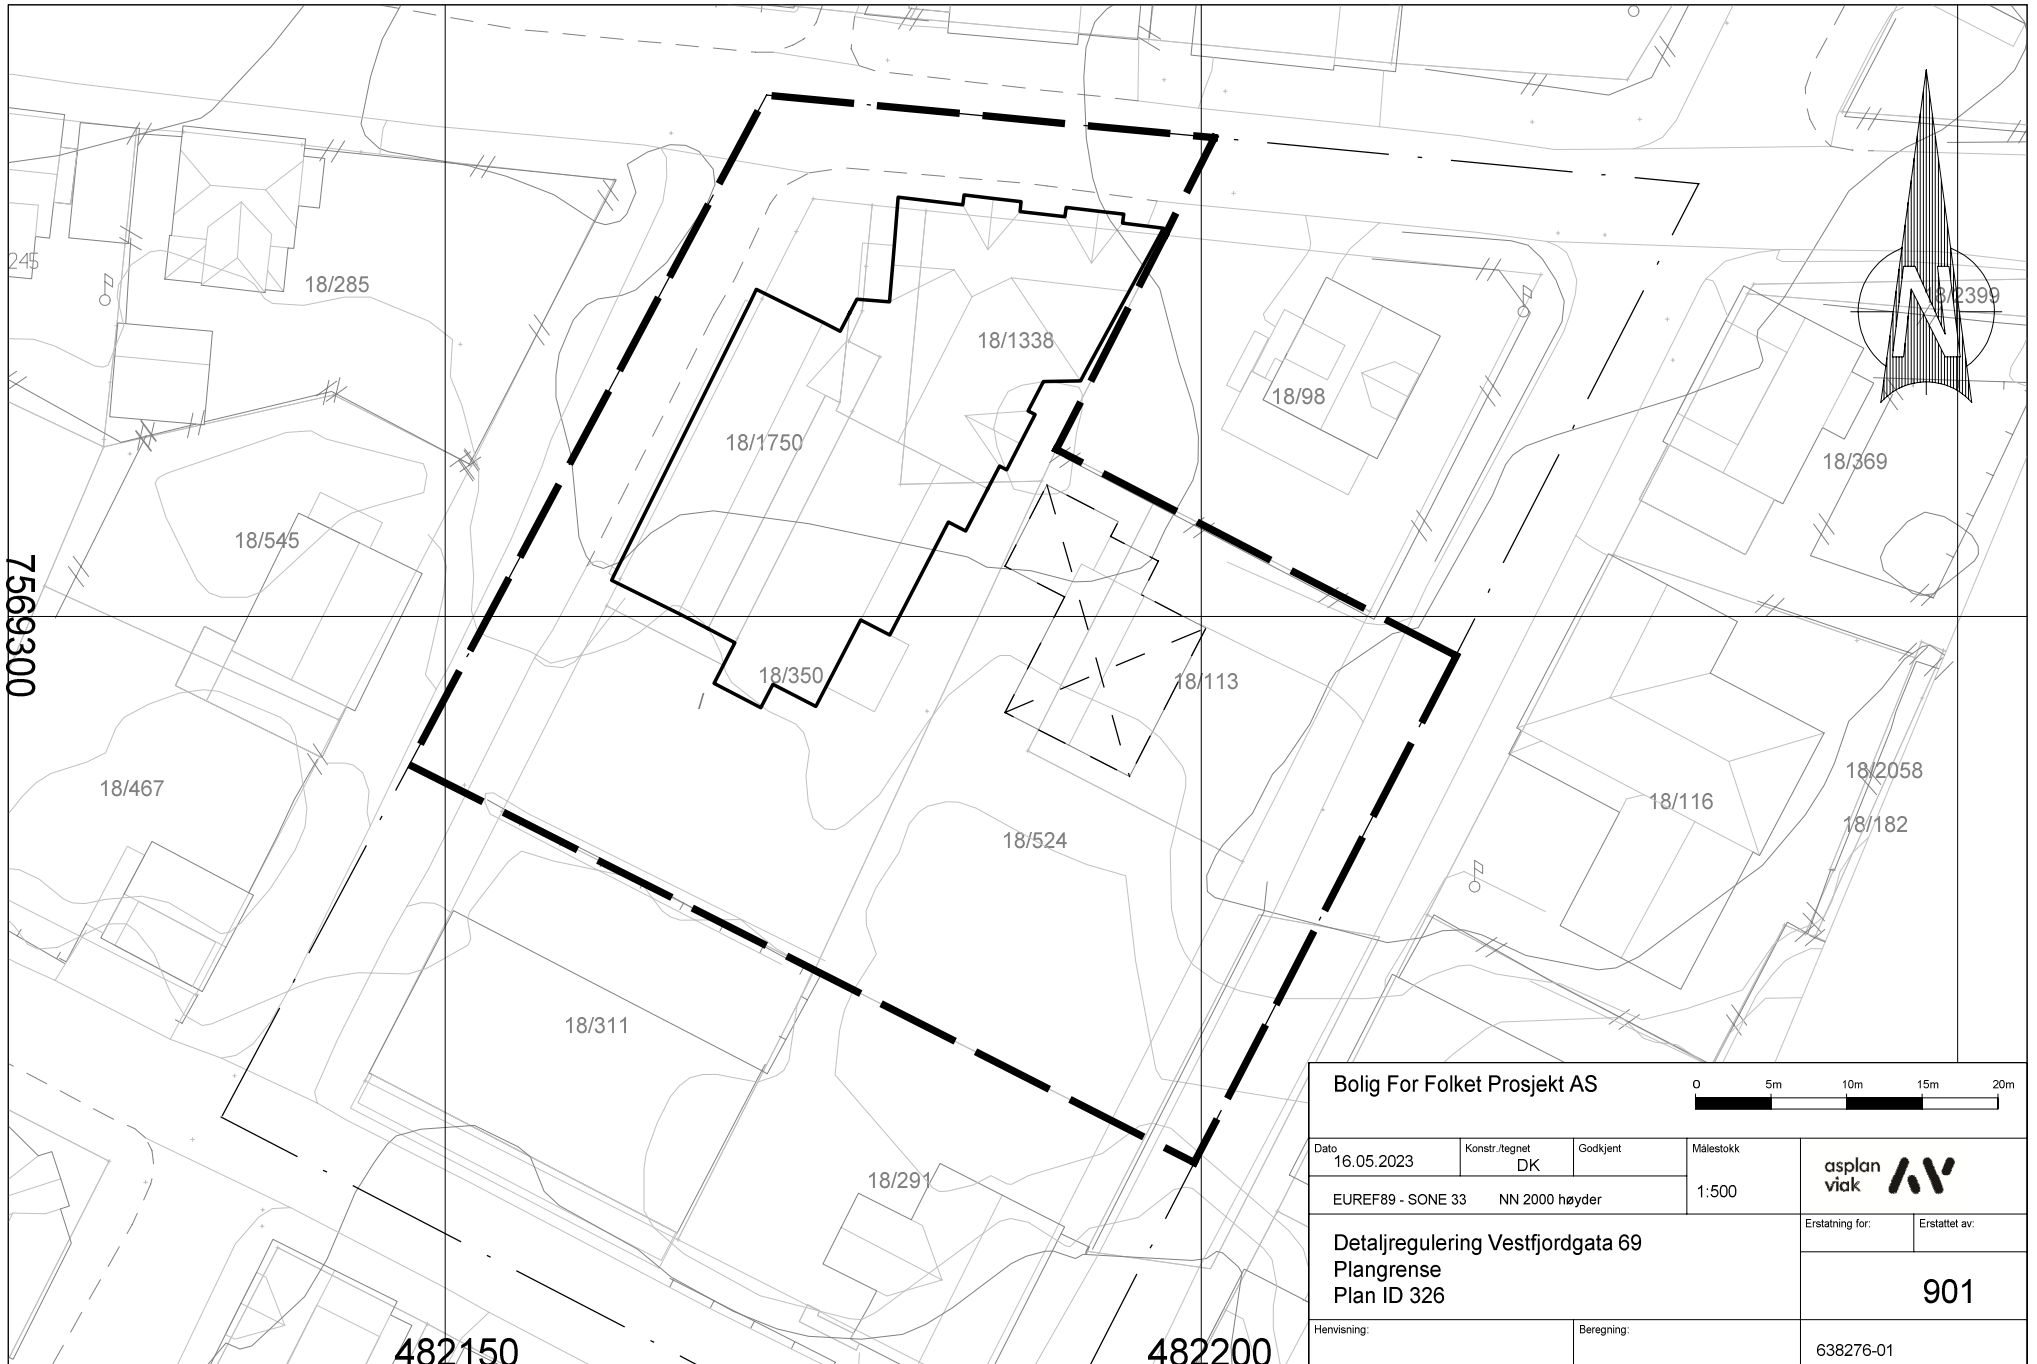 245
18/285
18/2399
18/1338
18/98
18/1750
18/369
18/545
7569300
18/350
18/113
18/467
18/2058
18/116
18/182
18/524
18/311
18/291
482150
482200
Bolig For Folket Prosjekt AS
0 5m 10m 15m 20m
Dato
16.05.2023
Konstr./tegnet
DK
Godkjent
Målestokk
1:500
asplan
viak
EUREF89 - SONE 33 NN 2000 høyder
Erstatning for:
Erstattet av:
Detaljregulering Vestfjordgata 69
Plangrense
Plan ID 326
901
Henvisning:
Beregning:
638276-01
N